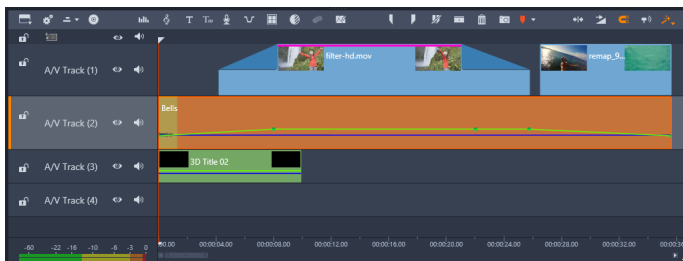 T Tw
A/V Track (1)
filter-hd.mov
remap_9...
Bells
A/V Track (2)
A/V Track (3)
3D Title 02
A/V Track (4)
-60 -22 -16 -10 -6 -3 0
00.00 00:00:04.00 00:00:08.00 00:00:12.00 00:00:16.00 00:00:20.00 00:00:24.00 00:00:28.00 00:00:32.00 00:00:36